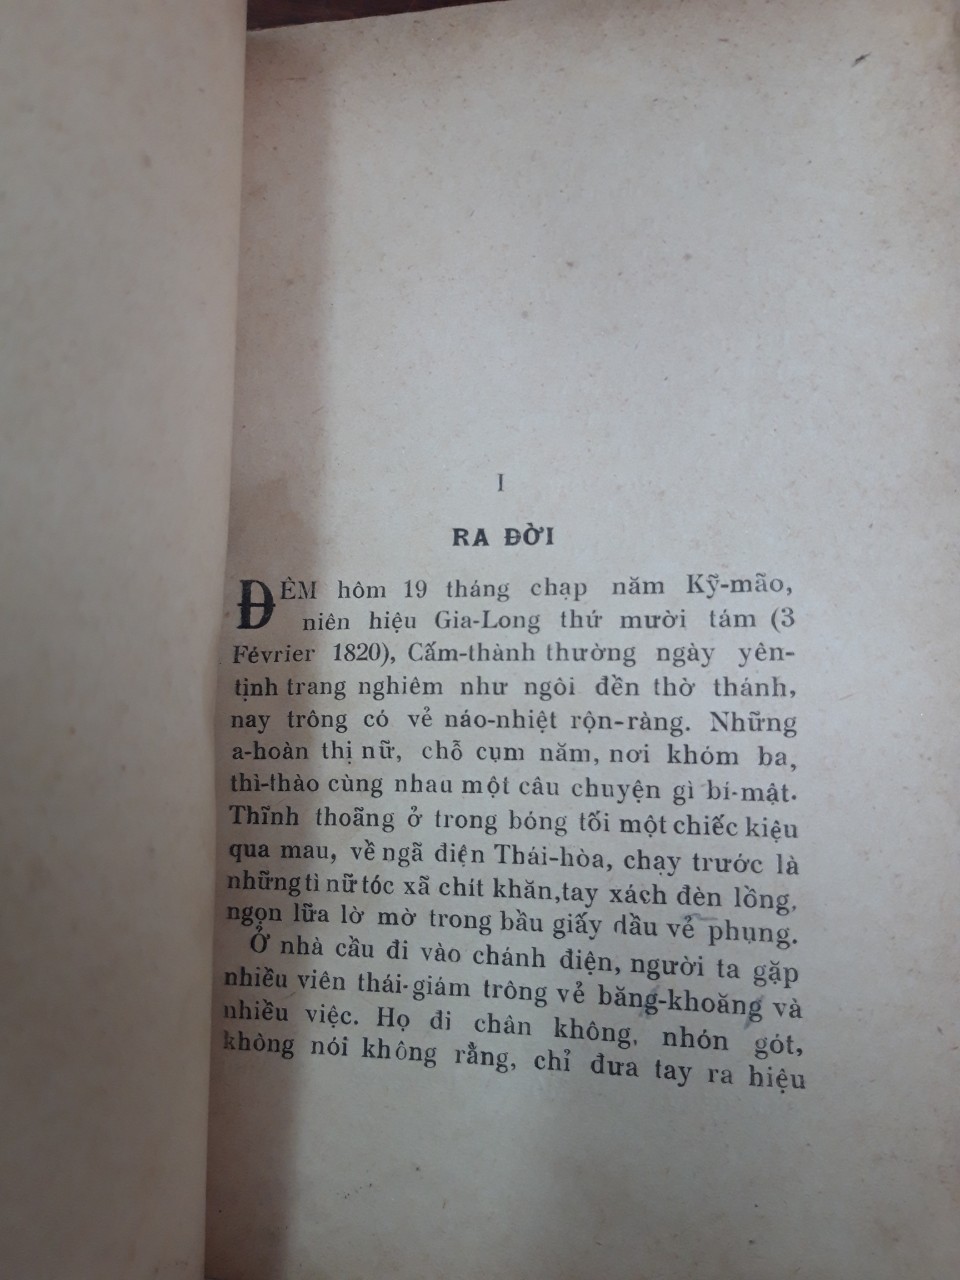 I
RA ĐỜI
ĐÊM hôm 19 tháng chạp năm Kỹ-mão,
niên hiệu Gia-Long thứ mười tám (3
Février 1820), Cấm-thành thường ngày yên-
tịnh trang nghiêm như ngôi đền thờ thánh,
nay trông có vẻ náo-nhiệt rộn-ràng. Những
a-hoàn thị nữ, chỗ cụm năm, nơi khóm ba,
thì-thào cùng nhau một câu chuyện gì bí-mật.
Thĩnh thoãng ở trong bóng tối một chiếc kiệu
qua mau, về ngã điện Thái-hòa, chạy trước là
những tì nữ tóc xã chít khăn, tay xách đèn lồng,
ngọn lữa lờ mờ trong bầu giấy dầu vẻ phụng.
Ở nhà cầu đi vào chánh điện, người ta gặp
nhiều viên thái-giám trông vẻ băng-khoăng và
nhiều việc. Họ đi chân không, nhón gót,
không nói không rằng, chỉ đưa tay ra hiệu